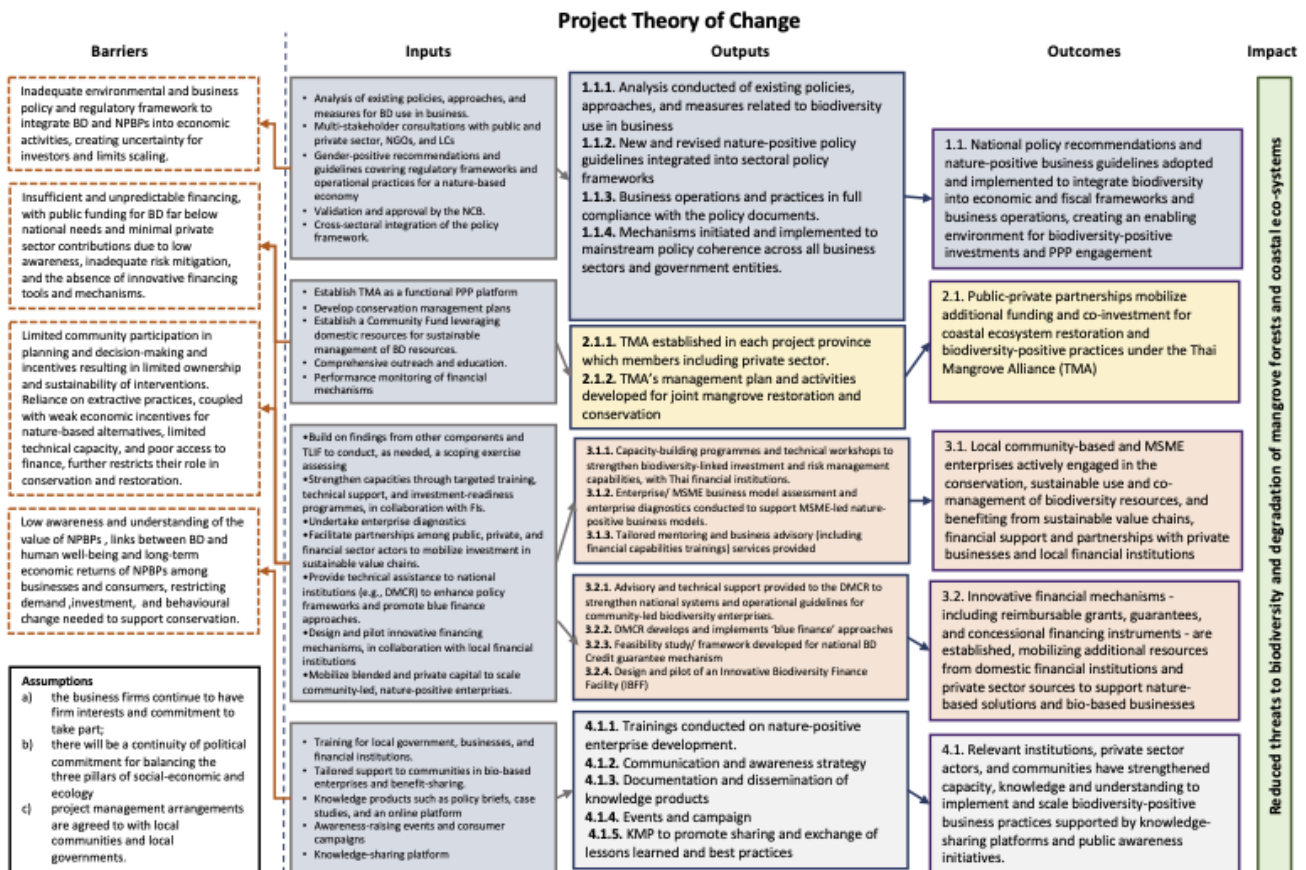 Project Theory of Change
Barriers
Inputs
Outputs
Outcomes
Impact
Inadequate environmental and business
policy and regulatory framework to
integrate BD and NPBPs into economic
activities, creating uncertainty for
investors and limits scaling.
Insufficient and unpredictable financing,
with public funding for BD far below
national needs and minimal private
sector contributions due to low
awareness, inadequate risk mitigation,
and the absence of innovative financing
tools and mechanisms.
Limited community participation in
planning and decision-making and
incentives resulting in limited ownership
and sustainability of interventions.
Reliance on extractive practices, coupled
with weak economic incentives for
nature-based alternatives, limited
technical capacity, and poor access to
finance, further restricts their role in
conservation and restoration.
Low awareness and understanding of the
value of NPBPs , links between BD and
human well-being and long-term
economic returns of NPBPs among
businesses and consumers, restricting
demand ,investment, and behavioural
change needed to support conservation.
Assumptions
a) the business firms continue to have
firm interests and commitment to
take part;
b) there will be a continuity of political
commitment for balancing the
three pillars of social-economic and
ecology
c) project management arrangements
are agreed to with local
communities and local
governments.
• Analysis of existing policies, approaches, and
measures for BD use in business.
• Multi-stakeholder consultations with public and
private sector, NGOs, and LCs
• Gender-positive recommendations and
guidelines covering regulatory frameworks and
operational practices for a nature-based
economy
• Validation and approval by the NCB.
• Cross-sectoral integration of the policy
framework.
• Establish TMA as a functional PPP platform
• Develop conservation management plans
• Establish a Community Fund leveraging
domestic resources for sustainable
management of BD resources.
• Comprehensive outreach and education.
• Performance monitoring of financial
mechanisms
•Build on findings from other components and
TLIF to conduct, as needed, a scoping exercise
assessing
•Strengthen capacities through targeted training,
technical support, and investment-readiness
programmes, in collaboration with FIs.
•Undertake enterprise diagnostics
•Facilitate partnerships among public, private, and
financial sector actors to mobilize investment in
sustainable value chains.
•Provide technical assistance to national
institutions (e.g., DMCR) to enhance policy
frameworks and promote blue finance
approaches.
•Design and pilot innovative financing
mechanisms, in collaboration with local financial
institutions
•Mobilize blended and private capital to scale
community-led, nature-positive enterprises.
• Training for local government, businesses, and
financial institutions.
• Tailored support to communities in bio-based
enterprises and benefit-sharing.
• Knowledge products such as policy briefs, case
studies, and an online platform
• Awareness-raising events and consumer
campaigns
• Knowledge-sharing platform
1.1.1. Analysis conducted of existing policies,
approaches, and measures related to biodiversity
use in business
1.1.2. New and revised nature-positive policy
guidelines integrated into sectoral policy
frameworks
1.1.3. Business operations and practices in full
compliance with the policy documents.
1.1.4. Mechanisms initiated and implemented to
mainstream policy coherence across all business
sectors and government entities.
2.1.1. TMA established in each project province
which members including private sector.
2.1.2. TMA's management plan and activities
developed for joint mangrove restoration and
conservation
3.1.1. Capacity-building programmes and technical workshops to
strengthen biodiversity-linked investment and risk management
capabilities, with Thai financial institutions.
3.1.2. Enterprise/ MSME business model assessment and
enterprise diagnostics conducted to support MSME-led nature-
positive business models.
3.1.3. Tailored mentoring and business advisory (including
financial capabilities trainings) services provided
3.2.1. Advisory and technical support provided to the DMCR to
strengthen national systems and operational guidelines for
community-led biodiversity enterprises.
3.2.2. DMCR develops and implements 'blue finance' approaches
3.2.3. Feasibility study/ framework developed for national BD
Credit guarantee mechanism
3.2.4. Design and pilot of an Innovative Biodiversity Finance
Facility (IBFF)
4.1.1. Trainings conducted on nature-positive
enterprise development.
4.1.2. Communication and awareness strategy
4.1.3. Documentation and dissemination of
knowledge products
4.1.4. Events and campaign
4.1.5. KMP to promote sharing and exchange of
lessons learned and best practices
1.1. National policy recommendations and
nature-positive business guidelines adopted
and implemented to integrate biodiversity
into economic and fiscal frameworks and
business operations, creating an enabling
environment for biodiversity-positive
investments and PPP engagement
2.1. Public-private partnerships mobilize
additional funding and co-investment for
coastal ecosystem restoration and
biodiversity-positive practices under the Thai
Mangrove Alliance (TMA)
3.1. Local community-based and MSME
enterprises actively engaged in the
conservation, sustainable use and co-
management of biodiversity resources, and
benefiting from sustainable value chains,
financial support and partnerships with private
businesses and local financial institutions
3.2. Innovative financial mechanisms -
including reimbursable grants, guarantees,
and concessional financing instruments - are
established, mobilizing additional resources
from domestic financial institutions and
private sector sources to support nature-
based solutions and bio-based businesses
4.1. Relevant institutions, private sector
actors, and communities have strengthened
capacity, knowledge and understanding to
implement and scale biodiversity-positive
business practices supported by knowledge-
sharing platforms and public awareness
initiatives.
Reduced threats to biodiversity and degradation of mangrove forests and coastal eco-systems